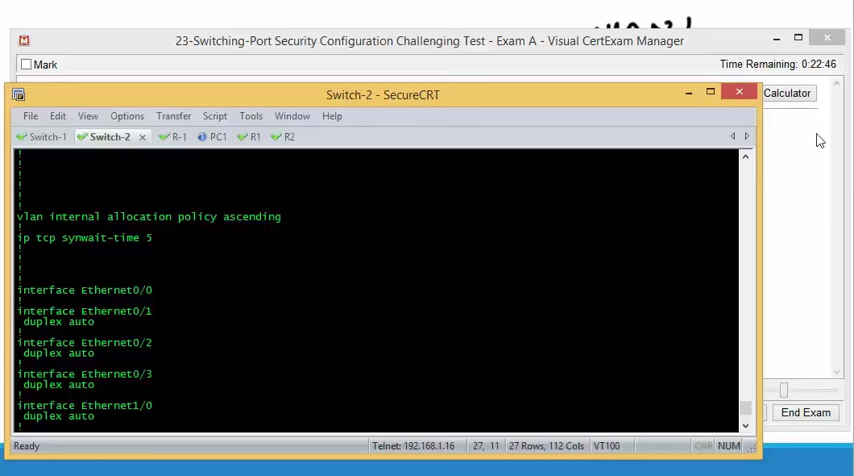 23-Switching-Port Security Configuration Challenging Test - Exam A - Visual CertExam Manager
Mark
Time Remaining: 0:22:46
Calculator
Switch-2 - SecureCRT
File Edit View Options Transfer Script Tools Window Help
Switch-1 Switch-2 R-1 PC1 R1 R2
!
!
!
!
!
!
vlan internal allocation policy ascending
!
ip tcp synwait-time 5
!
!
!
!
interface Ethernet0/0
!
interface Ethernet0/1
duplex auto
!
interface Ethernet0/2
duplex auto
!
interface Ethernet0/3
duplex auto
!
interface Ethernet1/0
duplex auto
!
Ready Telnet: 192.168.1.16 27, 11 27 Rows, 112 Cols VT100 CAP NUM
End Exam